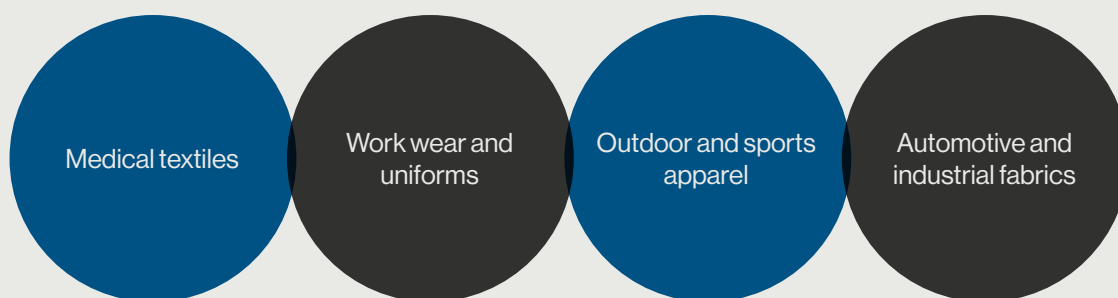 Medical textiles
Work wear and
uniforms
Outdoor and sports
apparel
Automotive and
industrial fabrics